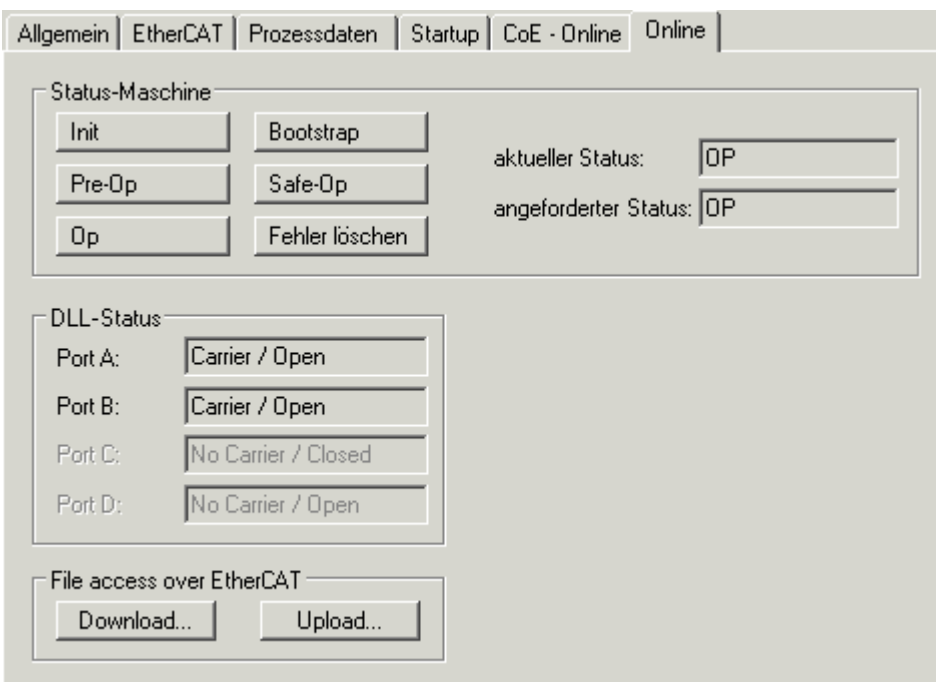 Allgemein EtherCAT Prozessdaten Startup CoE - Online Online
Status-Maschine
Init Bootstrap
aktueller Status: OP
Pre-Op Safe-Op
angeforderter Status: OP
Op Fehler löschen
DLL-Status
Port A: Carrier / Open
Port B: Carrier / Open
Port C: No Carrier / Closed
Port D: No Carrier / Open
File access over EtherCAT
Download... Upload...